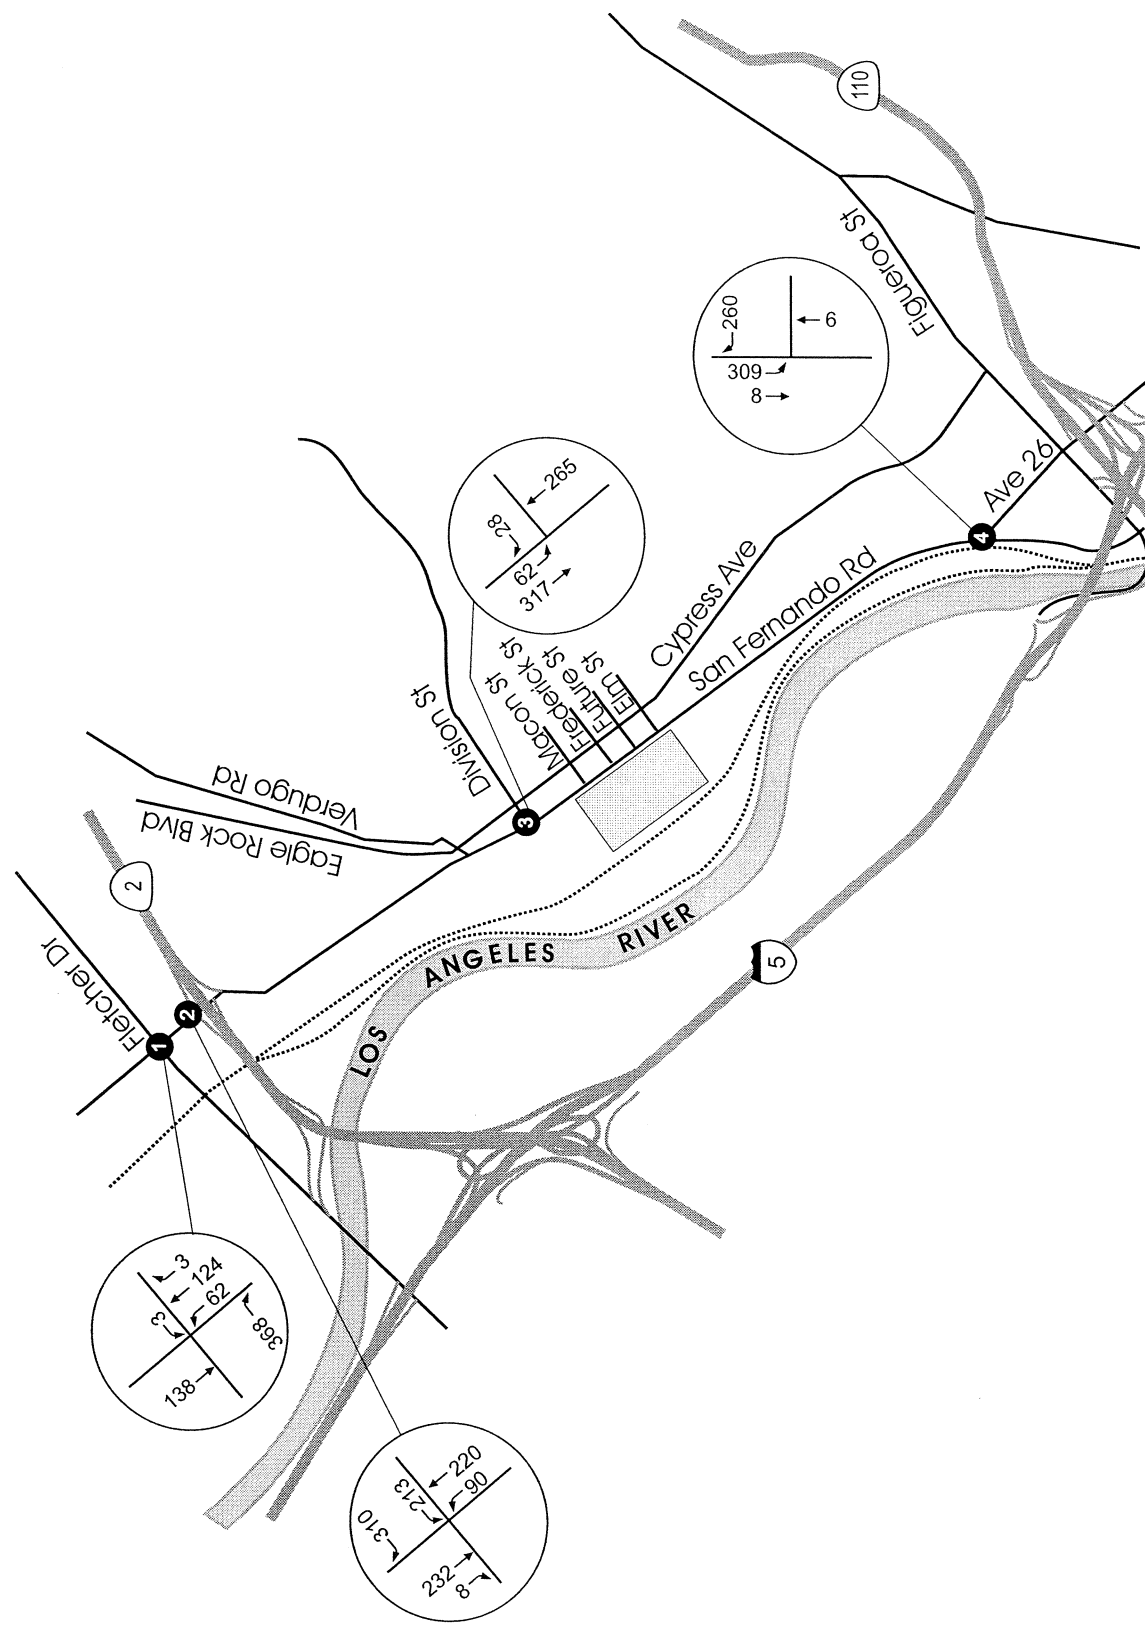 110
Figueroa St
260
6
309
8
Ave 26
4
265
28
62
317
Cypress Ave
San Fernando Rd
Division St
Macon St
Frederick St
Future St
Elm St
3
Verdugo Rd
Eagle Rock Blvd
2
Fletcher Dr
1
2
LOS ANGELES RIVER
5
3
124
3
62
138
368
220
213
90
310
232
8